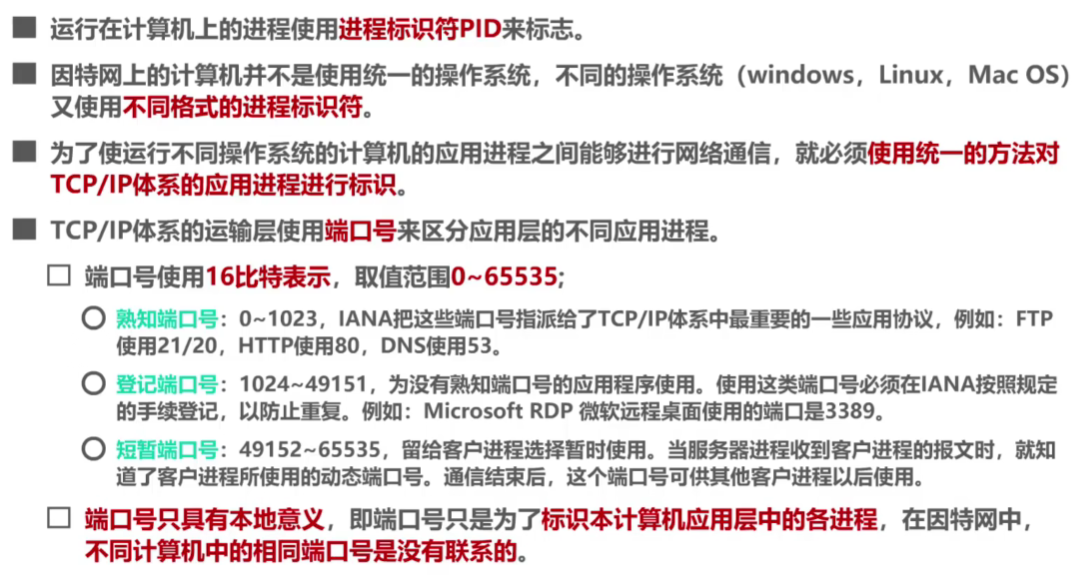 运行在计算机上的进程使用进程标识符PID来标志。
因特网上的计算机并不是使用统一的操作系统，不同的操作系统（windows，Linux，Mac OS）
又使用不同格式的进程标识符。
为了使运行不同操作系统的计算机的应用进程之间能够进行网络通信，就必须使用统一的方法对
TCP/IP体系的应用进程进行标识。
TCP/IP体系的运输层使用端口号来区分应用层的不同应用进程。
端口号使用16比特表示，取值范围0~65535;
熟知端口号：0~1023，IANA把这些端口号指派给了TCP/IP体系中最重要的一些应用协议，例如：FTP
使用21/20，HTTP使用80，DNS使用53。
登记端口号：1024~49151，为没有熟知端口号的应用程序使用。使用这类端口号必须在IANA按照规定
的手续登记，以防止重复。例如：Microsoft RDP 微软远程桌面使用的端口是3389。
短暂端口号：49152~65535，留给客户进程选择暂时使用。当服务器进程收到客户进程的报文时，就知
道了客户进程所使用的动态端口号。通信结束后，这个端口号可供其他客户进程以后使用。
端口号只具有本地意义，即端口号只是为了标识本计算机应用层中的各进程，在因特网中，
不同计算机中的相同端口号是没有联系的。